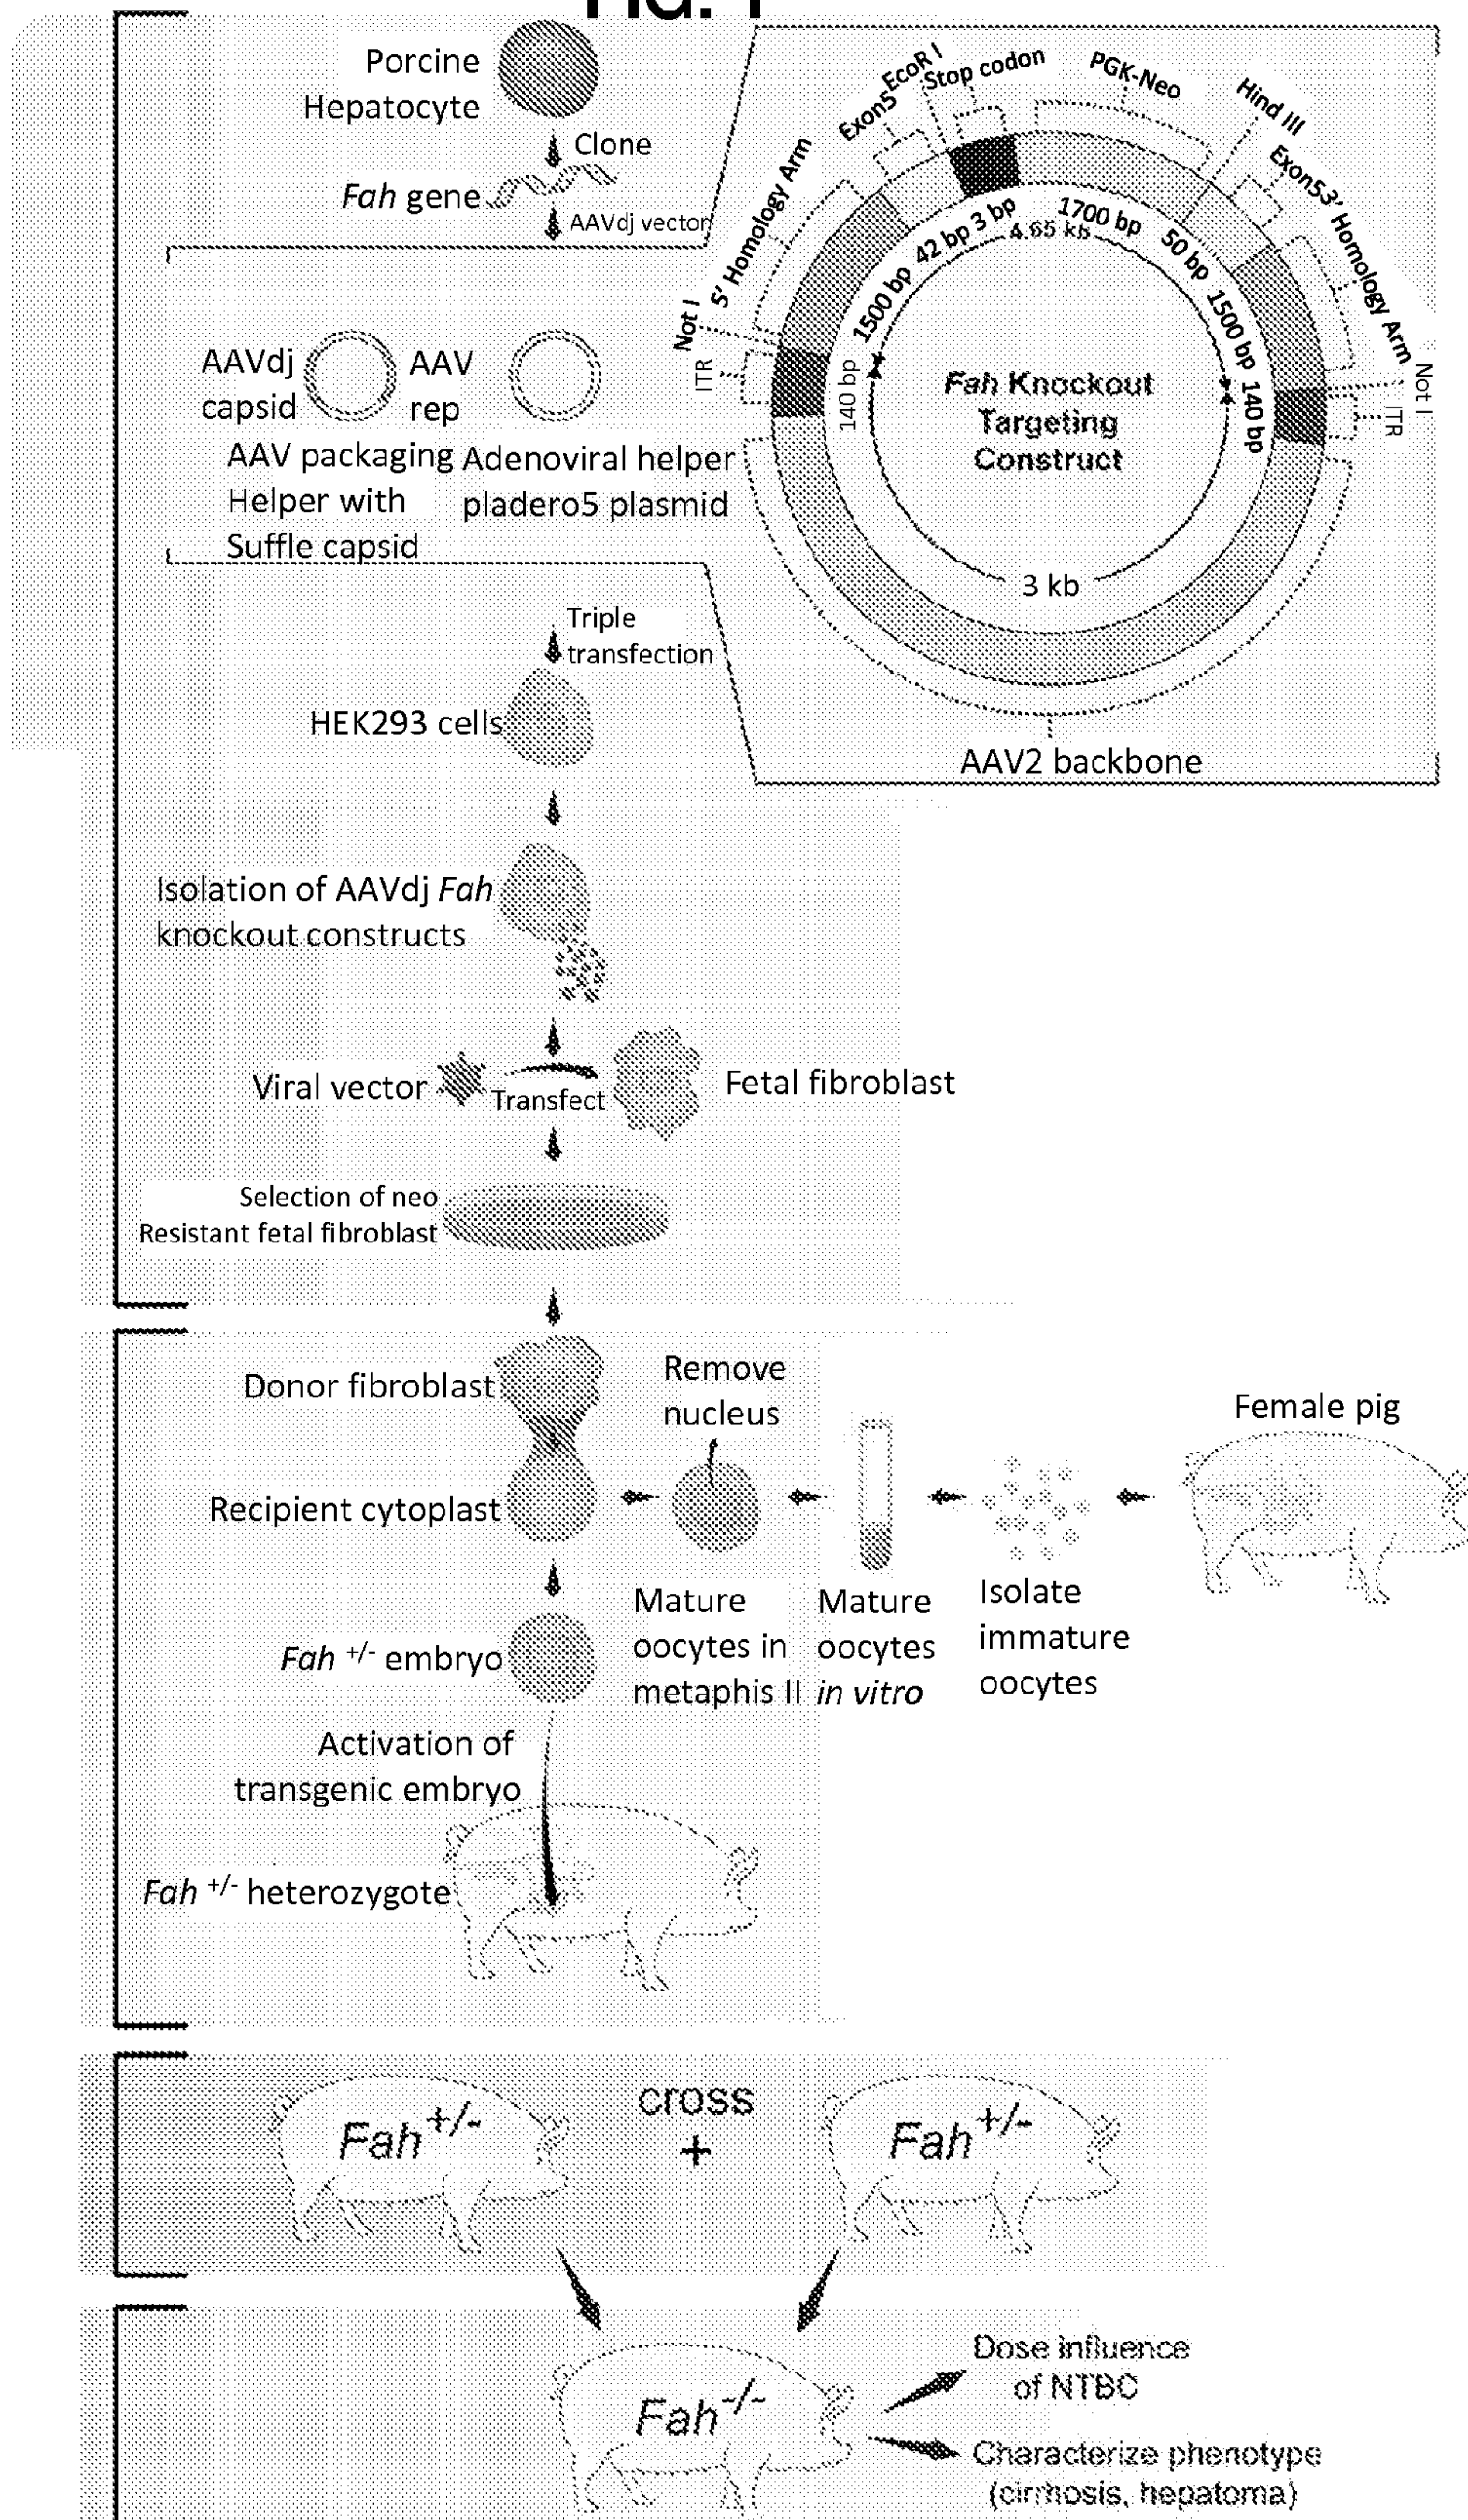 FIG. 1
Porcine
Hepatocyte
Clone
Fah gene
AAVdj vector
AAVdj
capsid
AAV
rep
AAV packaging
Helper with
Suffle capsid
Adenoviral helper
pladero5 plasmid
ITR
Not I
5' Homology Arm
Exon5
EcoR I
Stop codon
PGK-Neo
Hind III
Exon5
3' Homology Arm
Not I
ITR
140 bp
1500 bp
42 bp
3 bp
1700 bp
50 bp
1500 bp
140 bp
4.65 kb
Fah Knockout
Targeting
Construct
3 kb
AAV2 backbone
Triple
transfection
HEK293 cells
Isolation of AAVdj Fah
knockout constructs
Viral vector
Transfect
Fetal fibroblast
Selection of neo
Resistant fetal fibroblast
Donor fibroblast
Remove
nucleus
Female pig
Recipient cytoplast
Mature
oocytes in
metaphis II
Mature
oocytes
in vitro
Isolate
immature
oocytes
Fah +/- embryo
Activation of
transgenic embryo
Fah +/- heterozygote
Fah+/-
cross
+
Fah+/-
Fah-/-
Dose influence
of NTBC
Characterize phenotype
(cirrhosis, hepatoma)